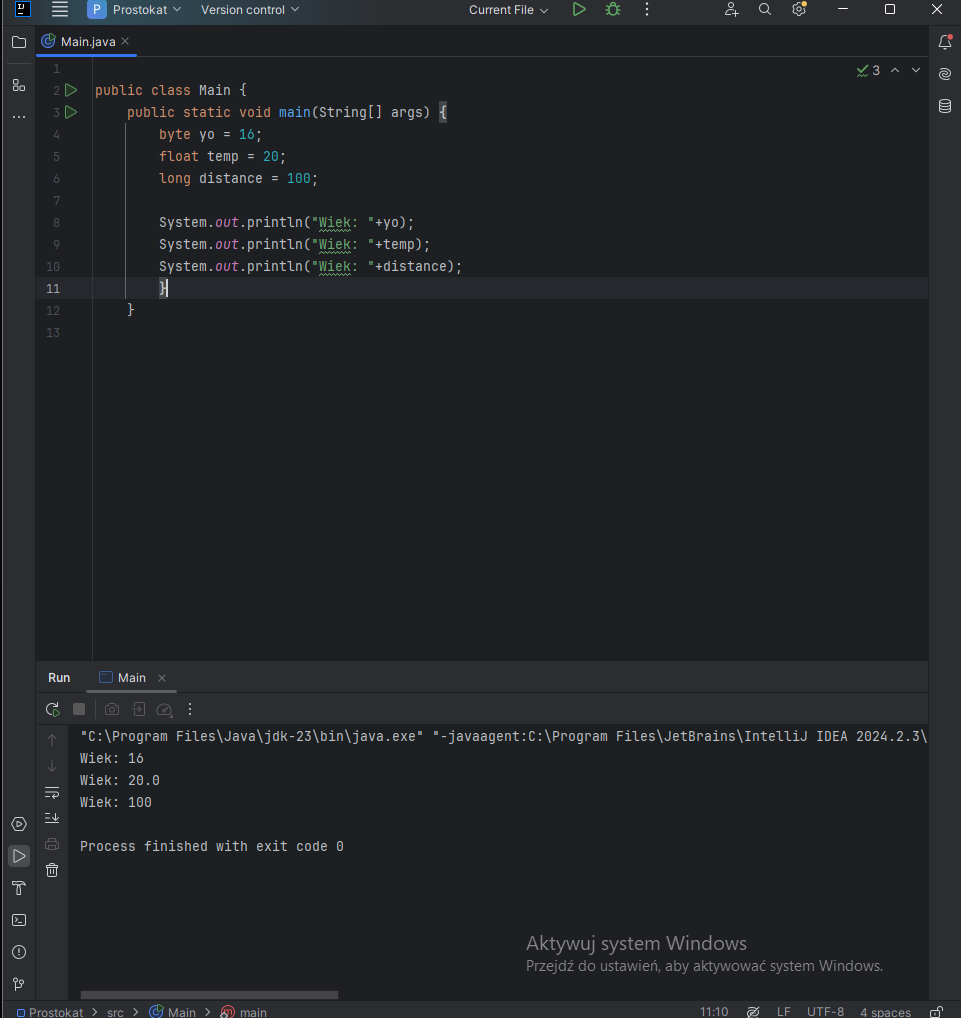 P Prostokat Version control Current File
Main.java
3
1
2 public class Main {
3 public static void main(String[] args) {
4 byte yo = 16;
5 float temp = 20;
6 long distance = 100;
7
8 System.out.println("Wiek: "+yo);
9 System.out.println("Wiek: "+temp);
10 System.out.println("Wiek: "+distance);
11 }
12 }
13
Run Main
"C:\Program Files\Java\jdk-23\bin\java.exe" "-javaagent:C:\Program Files\JetBrains\IntelliJ IDEA 2024.2.3\
Wiek: 16
Wiek: 20.0
Wiek: 100
Process finished with exit code 0
Aktywuj system Windows
Przejdź do ustawień, aby aktywować system Windows.
Prostokat > src > Main > main 11:10 LF UTF-8 4 spaces